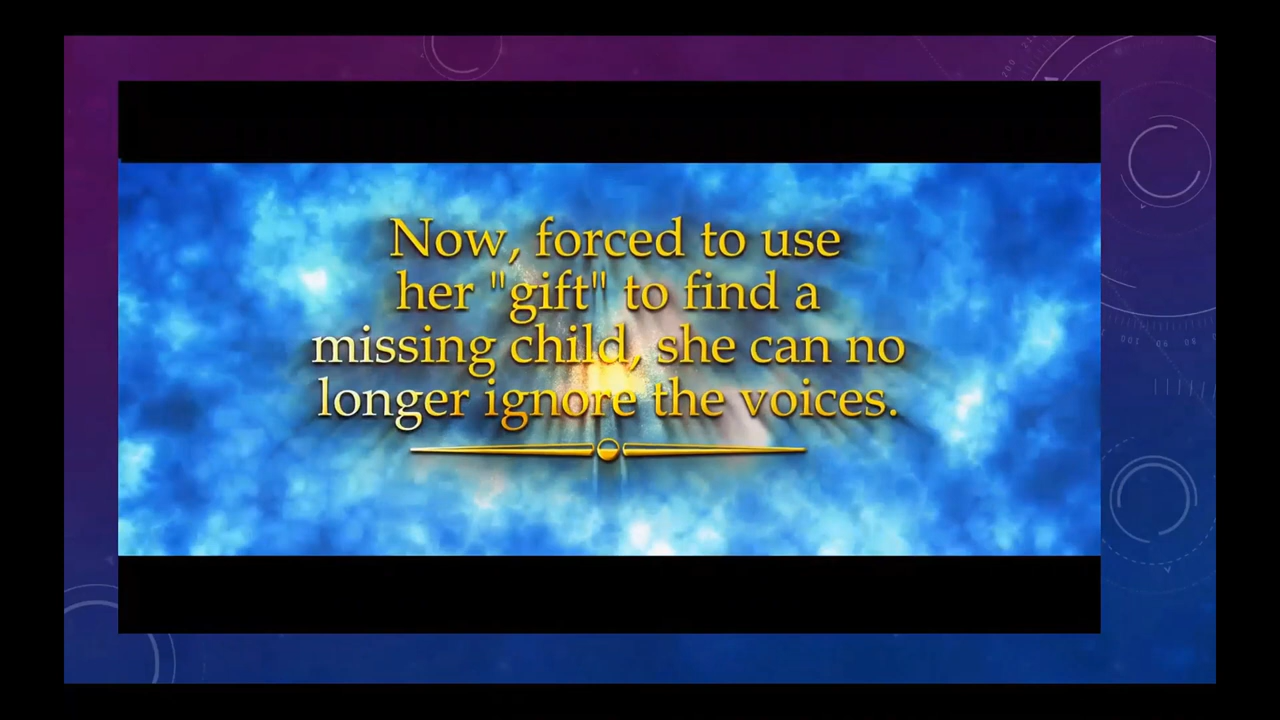 Now, forced to use
her "gift" to find a
missing child, she can no
longer ignore the voices.